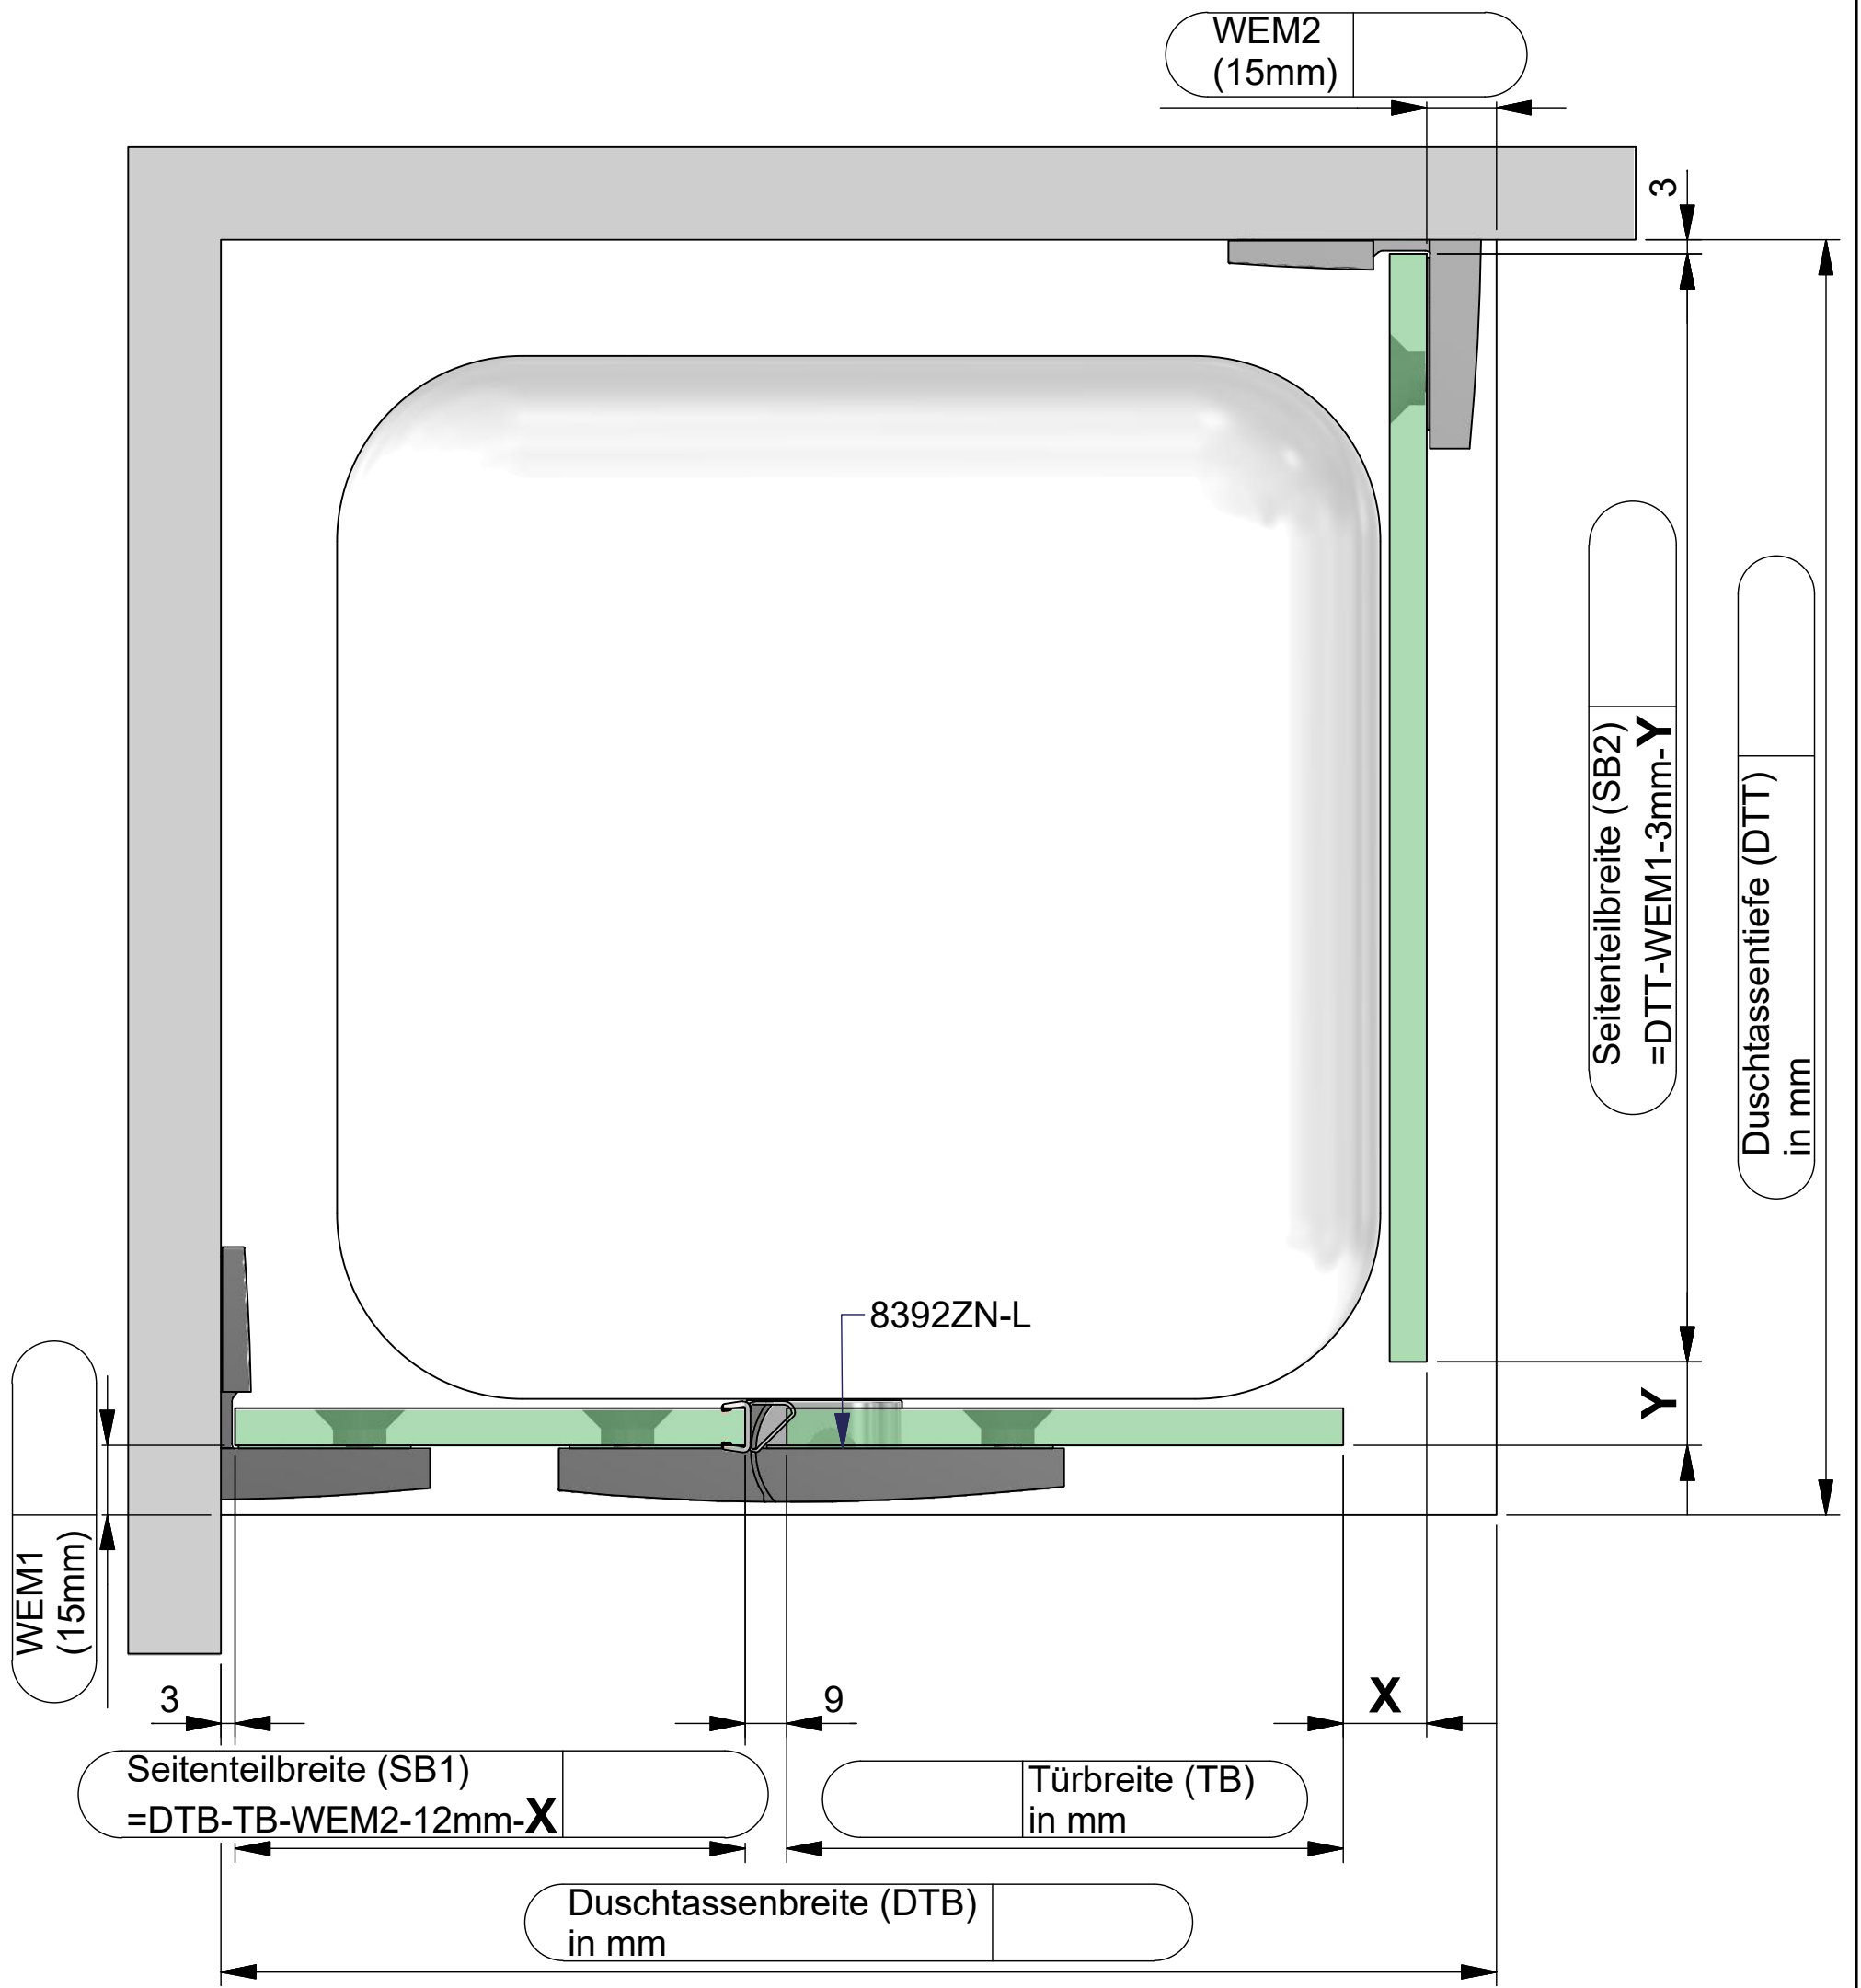 WEM2
(15mm)
3
Seitenteilbreite (SB2)
=DTT-WEM1-3mm-Y
Duschtassentiefe (DTT)
in mm
8392ZN-L
Y
WEM1
(15mm)
3
9
X
Seitenteilbreite (SB1)
=DTB-TB-WEM2-12mm-X
Türbreite (TB)
in mm
Duschtassenbreite (DTB)
in mm